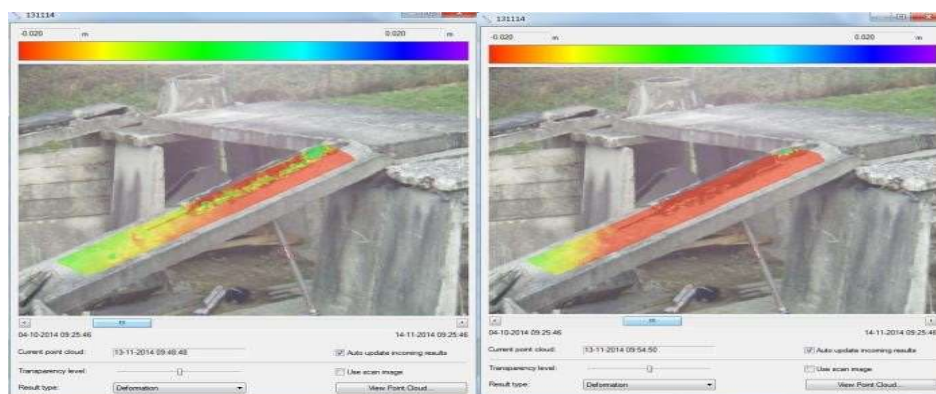 131114
-0.020 m 0.020 m
04-10-2014 09:25:46 14-11-2014 09:25:46
Current point cloud: 13-11-2014 09:48:48 Auto update incoming results
Transparency level: Use scan image
Result type: Deformation View Point Cloud...
131114
-0.020 m 0.020 m
04-10-2014 09:25:46 14-11-2014 09:25:46
Current point cloud: 13-11-2014 09:54:50 Auto update incoming results
Transparency level: Use scan image
Result type: Deformation View Point Cloud...